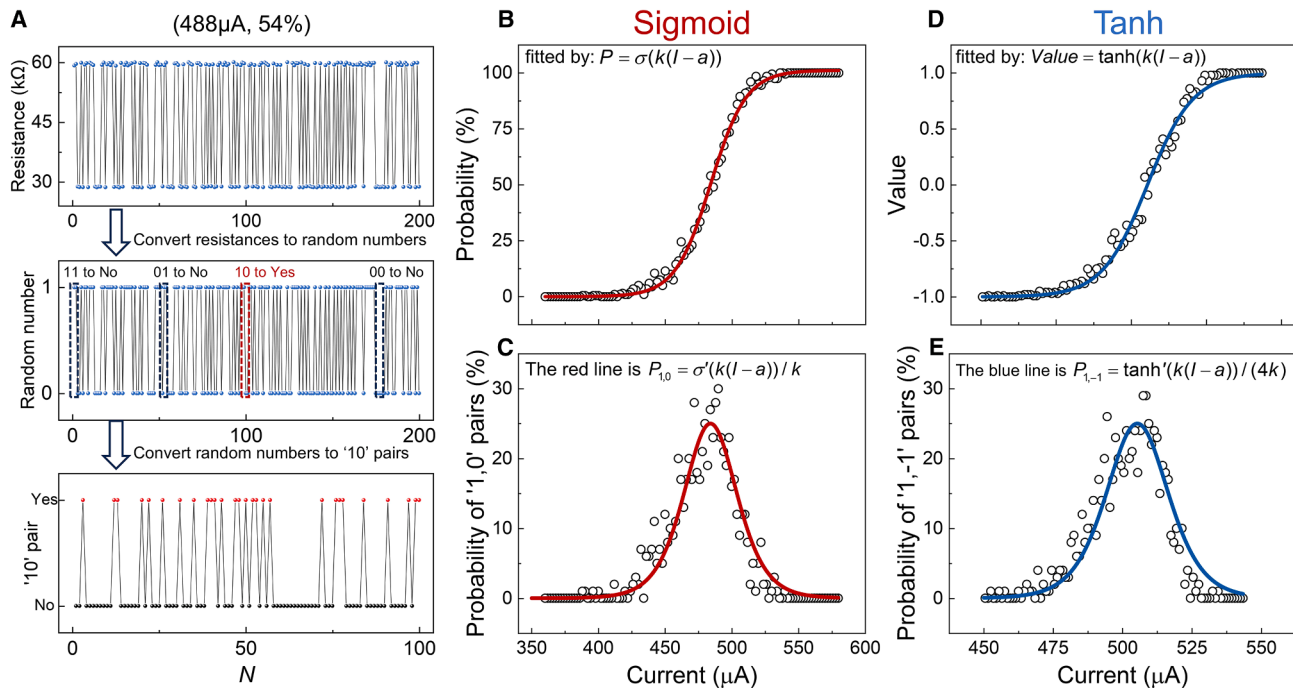 A
(488μA, 54%)
Resistance (kΩ)
60
45
30
0
100
200
Convert resistances to random numbers
Random number
11 to No
01 to No
10 to Yes
00 to No
1
0
0
100
200
Convert random numbers to '10' pairs
'10' pair
Yes
No
0
50
100
N
B
Sigmoid
fitted by: P = σ(k(I − a))
Probability (%)
100
75
50
25
0
C
The red line is P1,0 = σ′(k(I − a)) / k
Probability of '1,0' pairs (%)
30
20
10
0
350
400
450
500
550
600
Current (μA)
D
Tanh
fitted by: Value = tanh(k(I − a))
Value
1.0
0.5
0.0
-0.5
-1.0
E
The blue line is P1,−1 = tanh′(k(I − a)) / (4k)
Probability of '1,-1' pairs (%)
30
20
10
0
450
475
500
525
550
Current (μA)